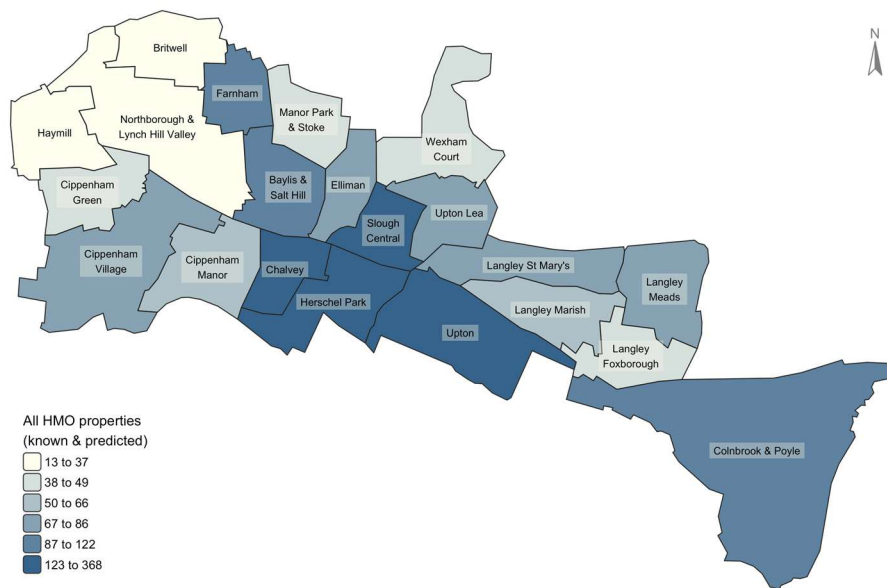 N
Britwell
Farnham
Manor Park
& Stoke
Northborough &
Lynch Hill Valley
Haymill
Wexham
Court
Cippenham
Green
Baylis &
Salt Hill
Elliman
Upton Lea
Slough
Central
Cippenham
Village
Cippenham
Manor
Chalvey
Langley St Mary's
Langley
Meads
Herschel Park
Langley Marish
Upton
Langley
Foxborough
Colnbrook & Poyle
All HMO properties
(known & predicted)
13 to 37
38 to 49
50 to 66
67 to 86
87 to 122
123 to 368